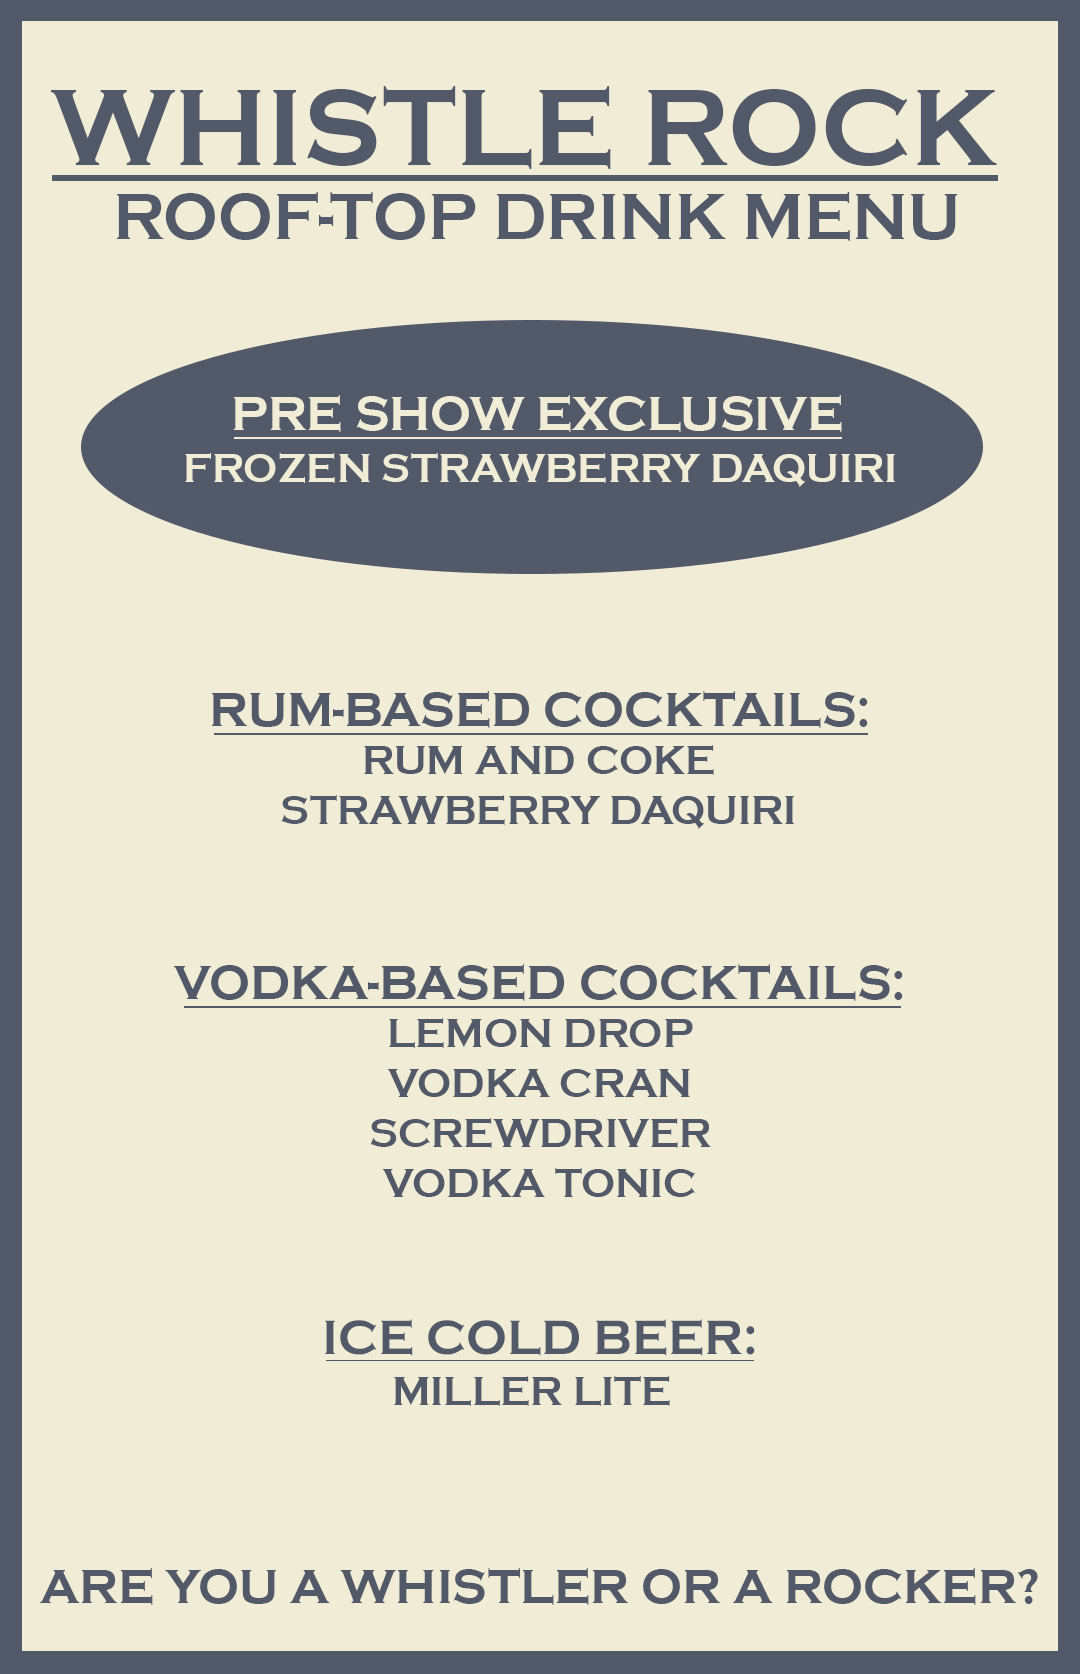 WHISTLE ROCK
ROOF-TOP DRINK MENU
PRE SHOW EXCLUSIVE
FROZEN STRAWBERRY DAQUIRI
RUM-BASED COCKTAILS:
RUM AND COKE
STRAWBERRY DAQUIRI
VODKA-BASED COCKTAILS:
LEMON DROP
VODKA CRAN
SCREWDRIVER
VODKA TONIC
ICE COLD BEER:
MILLER LITE
ARE YOU A WHISTLER OR A ROCKER?